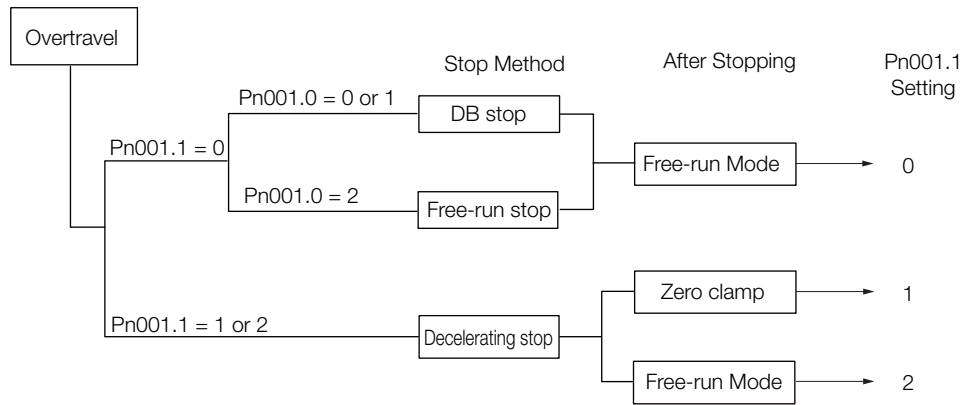 Overtravel
Stop Method
After Stopping
Pn001.1
Setting
Pn001.0 = 0 or 1
DB stop
Pn001.1 = 0
Free-run Mode
0
Pn001.0 = 2
Free-run stop
Zero clamp
1
Pn001.1 = 1 or 2
Decelerating stop
Free-run Mode
2